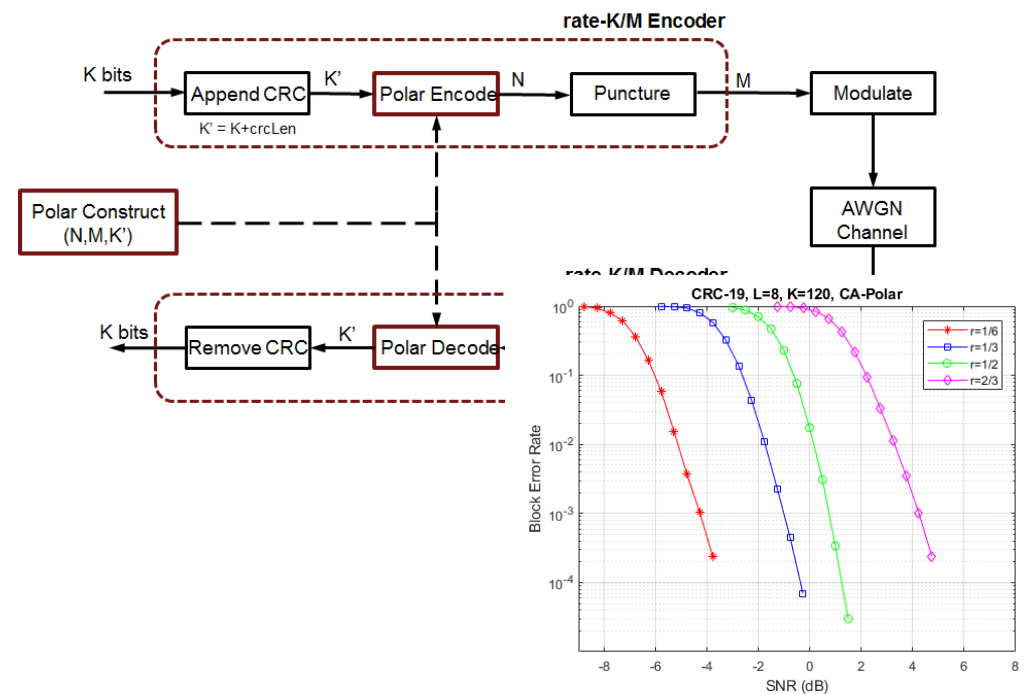 rate-K/M Encoder
K bits
Append CRC
K'
Polar Encode
N
Puncture
M
Modulate
K' = K+crcLen
Polar Construct
(N,M,K')
AWGN
Channel
rate-K/M Decoder
K bits
Remove CRC
K'
Polar Decode
CRC-19, L=8, K=120, CA-Polar
r=1/6
r=1/3
r=1/2
r=2/3
Block Error Rate
10^0
10^-1
10^-2
10^-3
10^-4
-8 -6 -4 -2 0 2 4 6 8
SNR (dB)